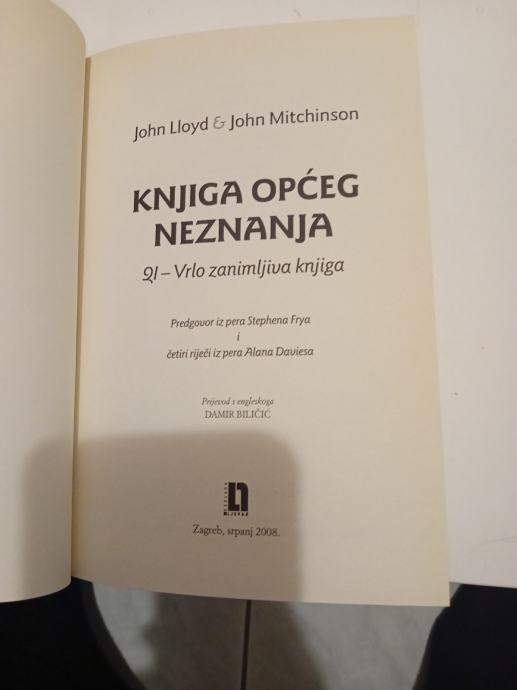 John Lloyd & John Mitchinson
KNJIGA OPĆEG
NEZNANJA
QI – Vrlo zanimljiva knjiga
Predgovor iz pera Stephena Frya
i
četiri riječi iz pera Alana Daviesa
Prijevod s engleskoga
DAMIR BILIČIĆ
Zagreb, srpanj 2008.